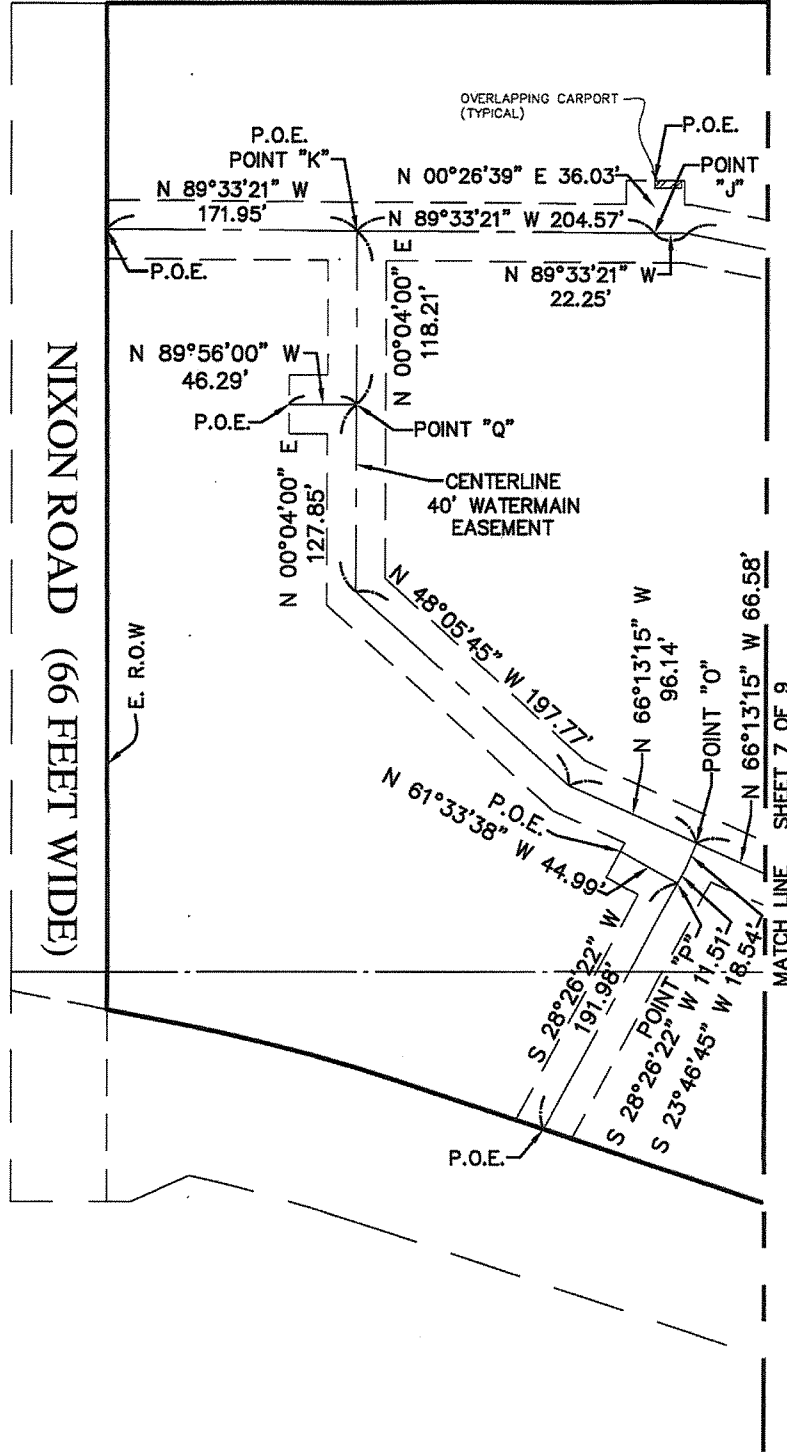 OVERLAPPING CARPORT
(TYPICAL)
P.O.E.
POINT "K"
P.O.E.
POINT
"J"
N 00°26'39" E 36.03'
N 89°33'21" W
171.95'
N 89°33'21" W 204.57'
P.O.E.
N 89°33'21" W
22.25'
N 00°04'00" E
118.21'
N 89°56'00" W
46.29'
P.O.E.
POINT "Q"
CENTERLINE
40' WATERMAIN
EASEMENT
N 00°04'00" E
127.85'
NIXON ROAD (66 FEET WIDE)
E. R.O.W
N 48°05'45" W 197.77'
N 66°13'15" W
96.14'
POINT "O"
N 66°13'15" W 66.58'
MATCH LINE SHEET 7 OF 9
P.O.E.
N 61°33'38" W 44.99'
S 28°26'22" W
191.98'
POINT "P"
S 28°26'22" W 11.51'
S 23°46'45" W 18.54'
P.O.E.